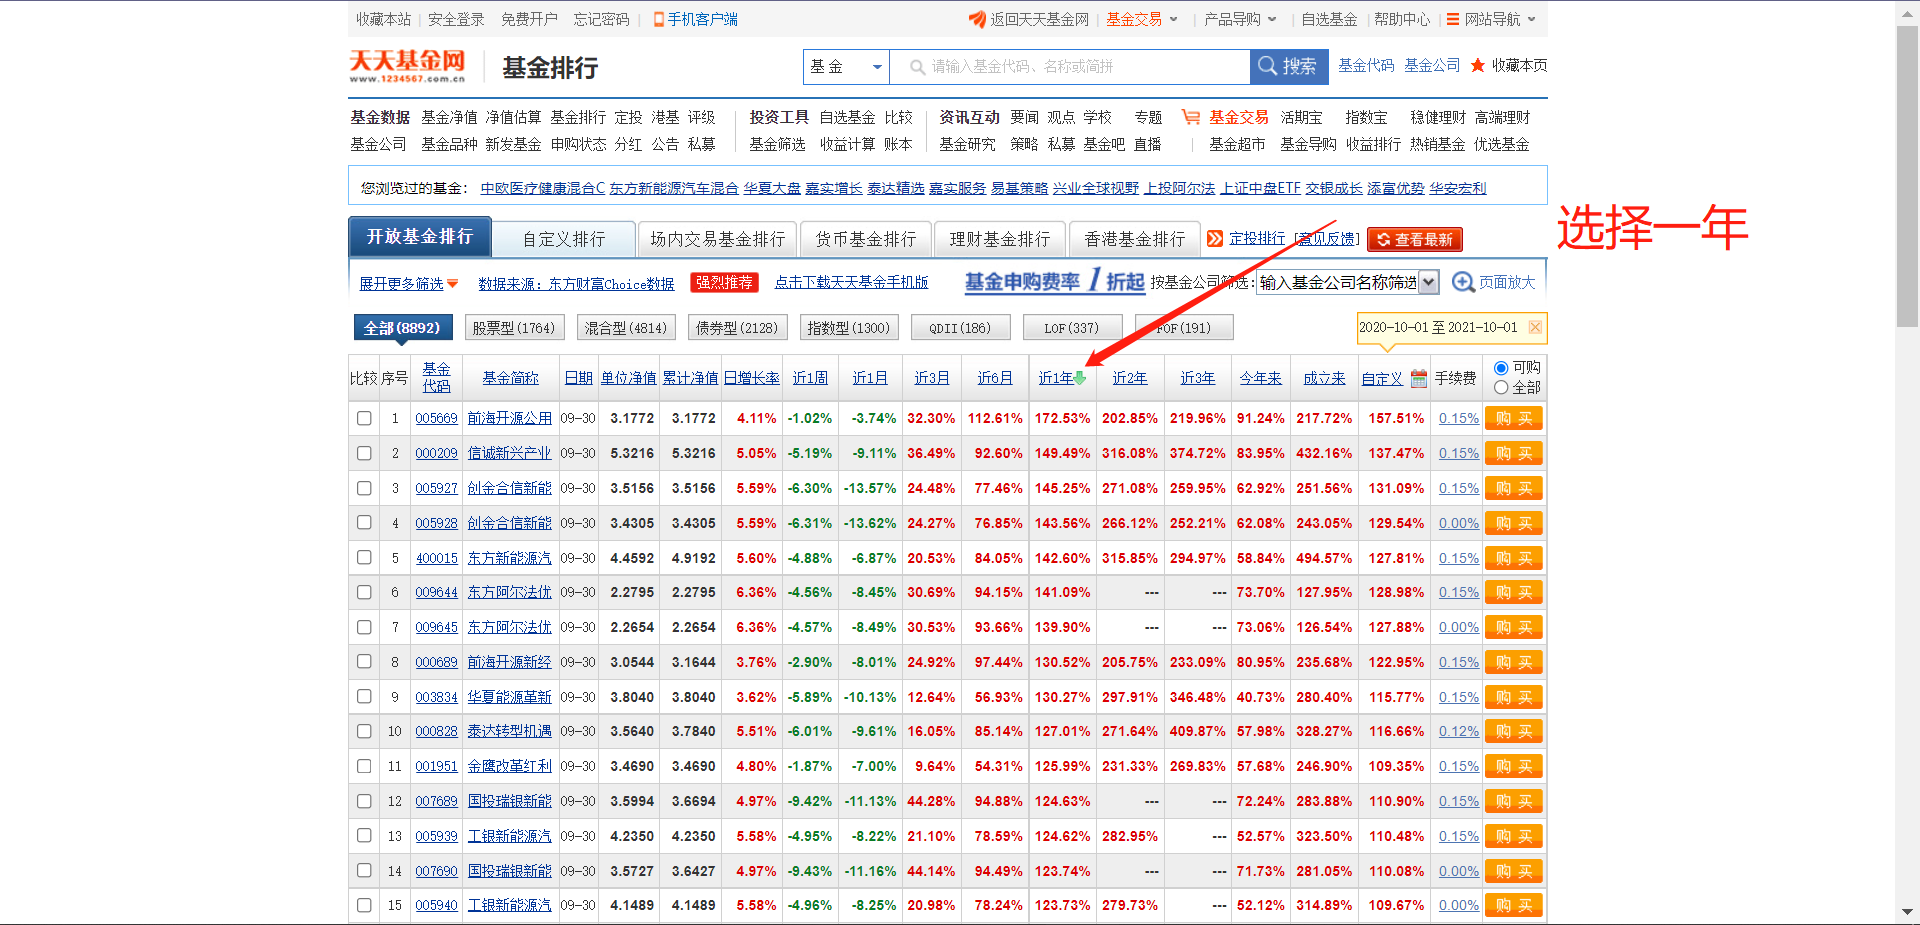 收藏本站 | 安全登录 免费开户 忘记密码 | 手机客户端 返回天天基金网 | 基金交易 | 产品导购 | 自选基金 | 帮助中心 | 网站导航
天天基金网 www.1234567.com.cn 基金排行 基 金 请输入基金代码、名称或简拼 搜索 基金代码 基金公司 收藏本页
基金数据 基金净值 净值估算 基金排行 定投 港基 评级 投资工具 自选基金 比较 资讯互动 要闻 观点 学校 专题 基金交易 活期宝 指数宝 稳健理财 高端理财
基金公司 基金品种 新发基金 申购状态 分红 公告 私募 基金筛选 收益计算 账本 基金研究 策略 私募 基金吧 直播 基金超市 基金导购 收益排行 热销基金 优选基金
您浏览过的基金： 中欧医疗健康混合C 东方新能源汽车混合 华夏大盘 嘉实增长 泰达精选 嘉实服务 易基策略 兴业全球视野 上投阿尔法 上证中盘ETF 交银成长 添富优势 华安宏利
选择一年
开放基金排行 自定义排行 场内交易基金排行 货币基金排行 理财基金排行 香港基金排行 定投排行 [意见反馈] 查看最新
展开更多筛选 数据来源：东方财富Choice数据 强烈推荐 点击下载天天基金手机版 基金申购费率1折起 按基金公司筛选： 输入基金公司名称筛选 页面放大
全部(8892) 股票型(1764) 混合型(4814) 债券型(2128) 指数型(1300) QDII(186) LOF(337) FOF(191) 2020-10-01 至 2021-10-01
比较 序号 基金代码 基金简称 日期 单位净值 累计净值 日增长率 近1周 近1月 近3月 近6月 近1年 近2年 近3年 今年来 成立来 自定义 手续费 可购 全部
1 005669 前海开源公用 09-30 3.1772 3.1772 4.11% -1.02% -3.74% 32.30% 112.61% 172.53% 202.85% 219.96% 91.24% 217.72% 157.51% 0.15% 购 买
2 000209 信诚新兴产业 09-30 5.3216 5.3216 5.05% -5.19% -9.11% 36.49% 92.60% 149.49% 316.08% 374.72% 83.95% 432.16% 137.47% 0.15% 购 买
3 005927 创金合信新能 09-30 3.5156 3.5156 5.59% -6.30% -13.57% 24.48% 77.46% 145.25% 271.08% 259.95% 62.92% 251.56% 131.09% 0.15% 购 买
4 005928 创金合信新能 09-30 3.4305 3.4305 5.59% -6.31% -13.62% 24.27% 76.85% 143.56% 266.12% 252.21% 62.08% 243.05% 129.54% 0.00% 购 买
5 400015 东方新能源汽 09-30 4.4592 4.9192 5.60% -4.88% -6.87% 20.53% 84.05% 142.60% 315.85% 294.97% 58.84% 494.57% 127.81% 0.15% 购 买
6 009644 东方阿尔法优 09-30 2.2795 2.2795 6.36% -4.56% -8.45% 30.69% 94.15% 141.09% --- --- 73.70% 127.95% 128.98% 0.15% 购 买
7 009645 东方阿尔法优 09-30 2.2654 2.2654 6.36% -4.57% -8.49% 30.53% 93.66% 139.90% --- --- 73.06% 126.54% 127.88% 0.00% 购 买
8 000689 前海开源新经 09-30 3.0544 3.1644 3.76% -2.90% -8.01% 24.92% 97.44% 130.52% 205.75% 233.09% 80.95% 235.68% 122.95% 0.15% 购 买
9 003834 华夏能源革新 09-30 3.8040 3.8040 3.62% -5.89% -10.13% 12.64% 56.93% 130.27% 297.91% 346.48% 40.73% 280.40% 115.77% 0.15% 购 买
10 000828 泰达转型机遇 09-30 3.5640 3.7840 5.51% -6.01% -9.61% 16.05% 85.14% 127.01% 271.64% 409.87% 57.98% 328.27% 116.66% 0.12% 购 买
11 001951 金鹰改革红利 09-30 3.4690 3.4690 4.80% -1.87% -7.00% 9.64% 54.31% 125.99% 231.33% 269.83% 57.68% 246.90% 109.35% 0.15% 购 买
12 007689 国投瑞银新能 09-30 3.5994 3.6694 4.97% -9.42% -11.13% 44.28% 94.88% 124.63% --- --- 72.24% 283.88% 110.90% 0.15% 购 买
13 005939 工银新能源汽 09-30 4.2350 4.2350 5.58% -4.95% -8.22% 21.10% 78.59% 124.62% 282.95% --- 52.57% 323.50% 110.48% 0.15% 购 买
14 007690 国投瑞银新能 09-30 3.5727 3.6427 4.97% -9.43% -11.16% 44.14% 94.49% 123.74% --- --- 71.73% 281.05% 110.08% 0.00% 购 买
15 005940 工银新能源汽 09-30 4.1489 4.1489 5.58% -4.96% -8.25% 20.98% 78.24% 123.73% 279.73% --- 52.12% 314.89% 109.67% 0.00% 购 买